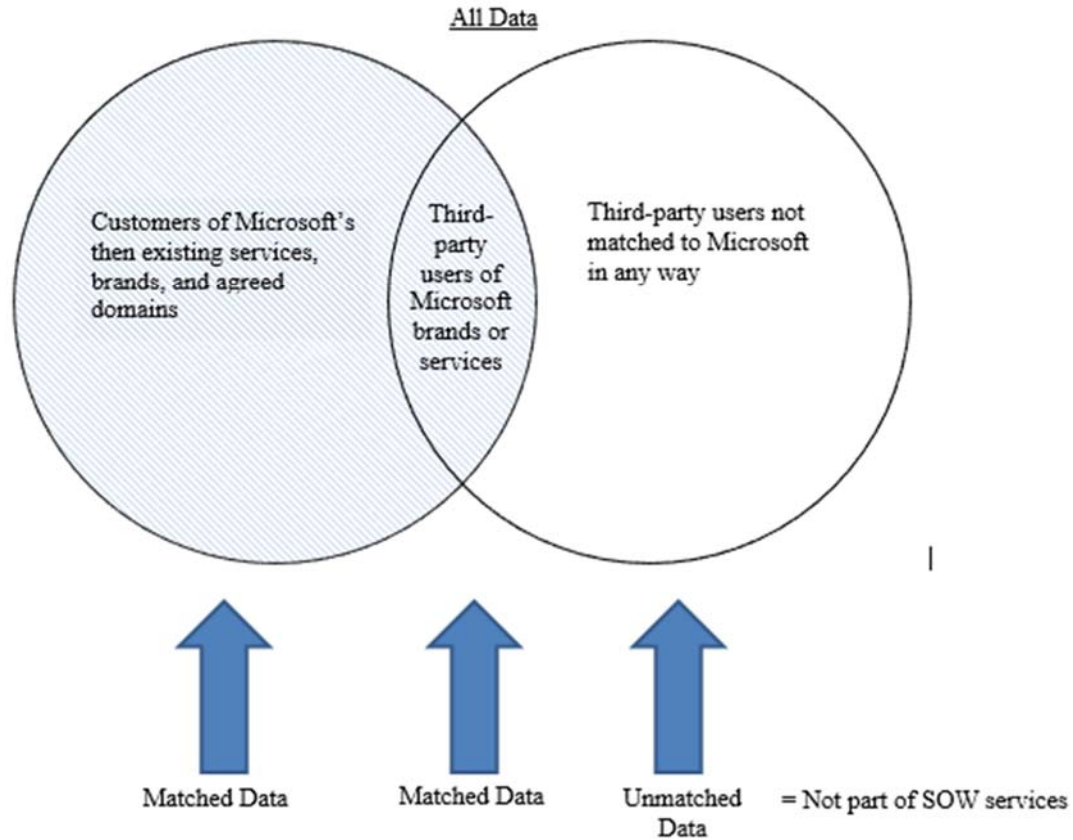 All Data
Customers of Microsoft's
then existing services,
brands, and agreed
domains
Third-
party
users of
Microsoft
brands or
services
Third-party users not
matched to Microsoft
in any way
Matched Data
Matched Data
Unmatched
Data
= Not part of SOW services